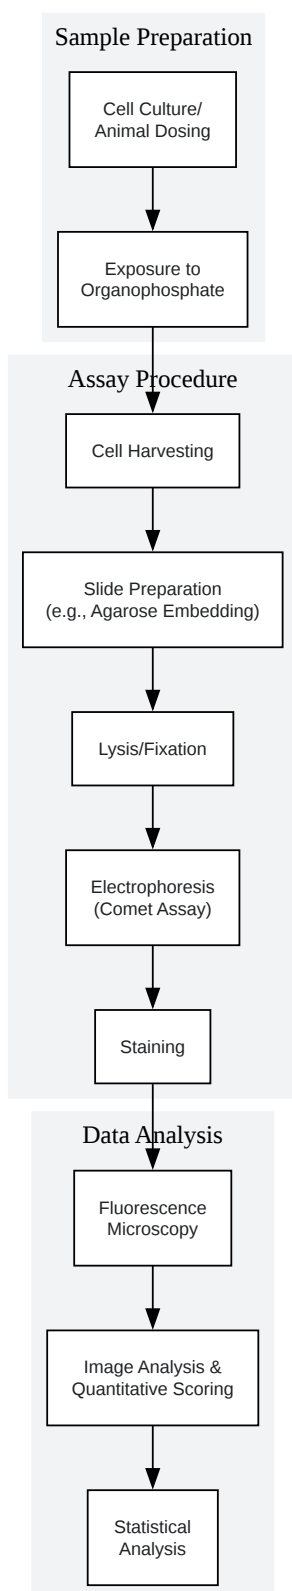 Sample Preparation
Cell Culture/
Animal Dosing
Exposure to
Organophosphate
Assay Procedure
Cell Harvesting
Slide Preparation
(e.g., Agarose Embedding)
Lysis/Fixation
Electrophoresis
(Comet Assay)
Staining
Data Analysis
Fluorescence
Microscopy
Image Analysis &
Quantitative Scoring
Statistical
Analysis